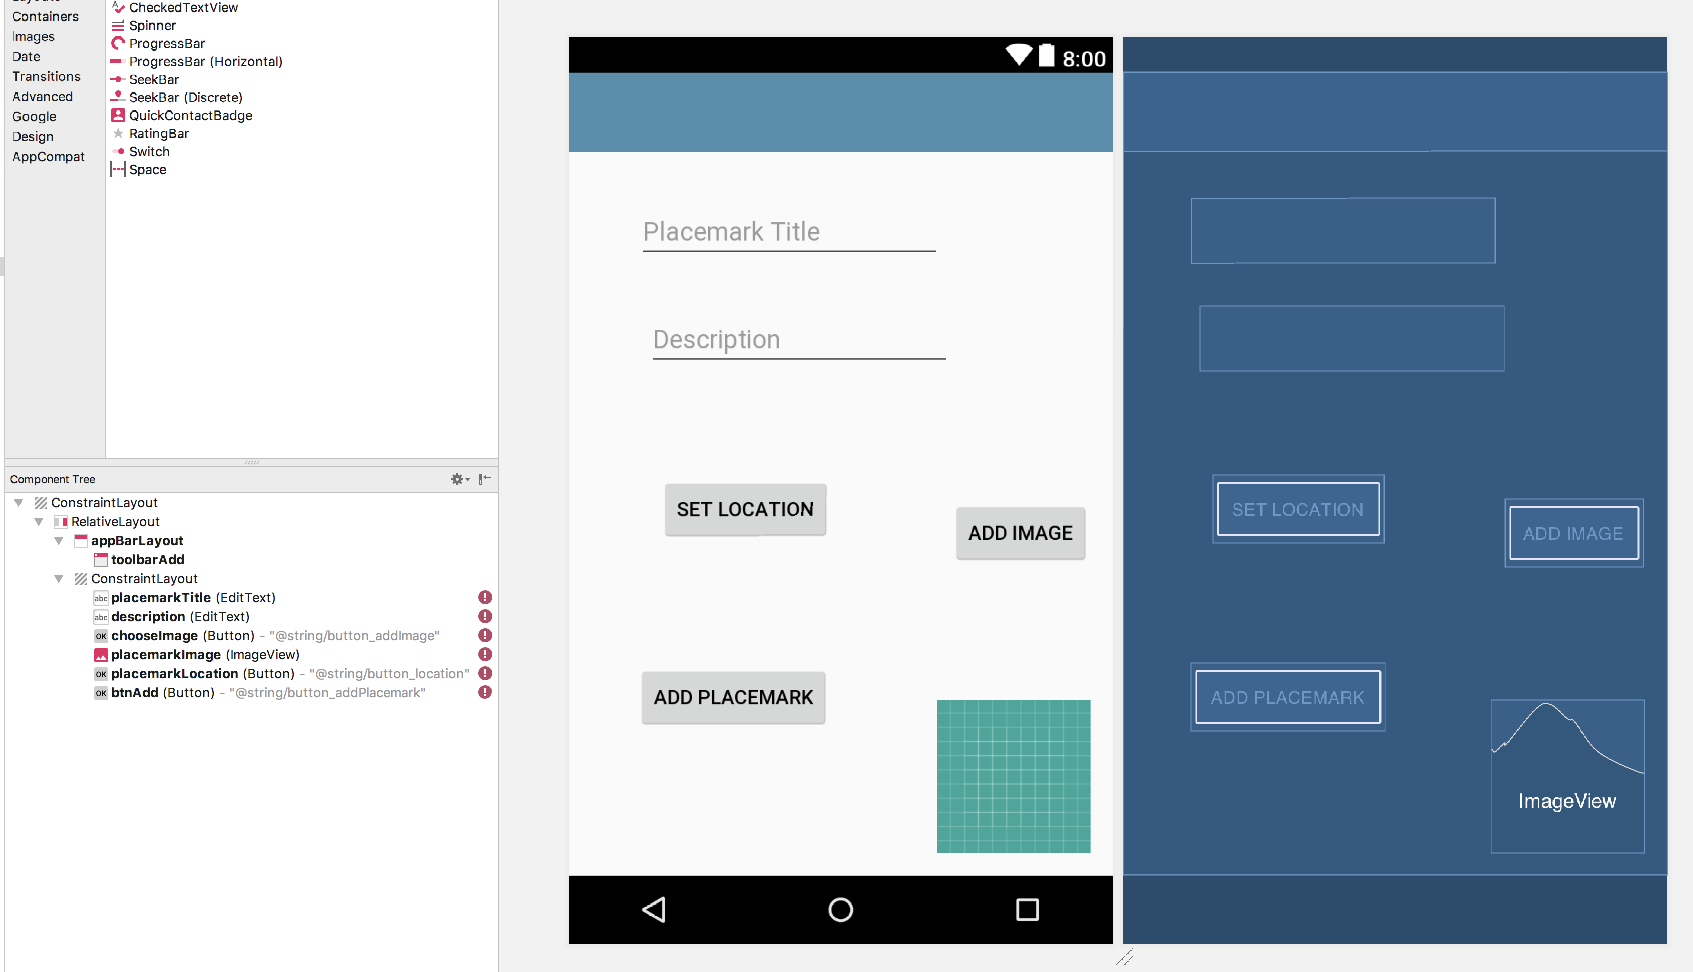 Containers
Images
Date
Transitions
Advanced
Google
Design
AppCompat
CheckedTextView
Spinner
ProgressBar
ProgressBar (Horizontal)
SeekBar
SeekBar (Discrete)
QuickContactBadge
RatingBar
Switch
Space
Component Tree
ConstraintLayout
RelativeLayout
appBarLayout
toolbarAdd
ConstraintLayout
abc placemarkTitle (EditText)
abc description (EditText)
OK chooseImage (Button) - "@string/button_addImage"
placemarkImage (ImageView)
OK placemarkLocation (Button) - "@string/button_location"
OK btnAdd (Button) - "@string/button_addPlacemark"
8:00
Placemark Title
Description
SET LOCATION
ADD IMAGE
ADD PLACEMARK
SET LOCATION
ADD IMAGE
ADD PLACEMARK
ImageView